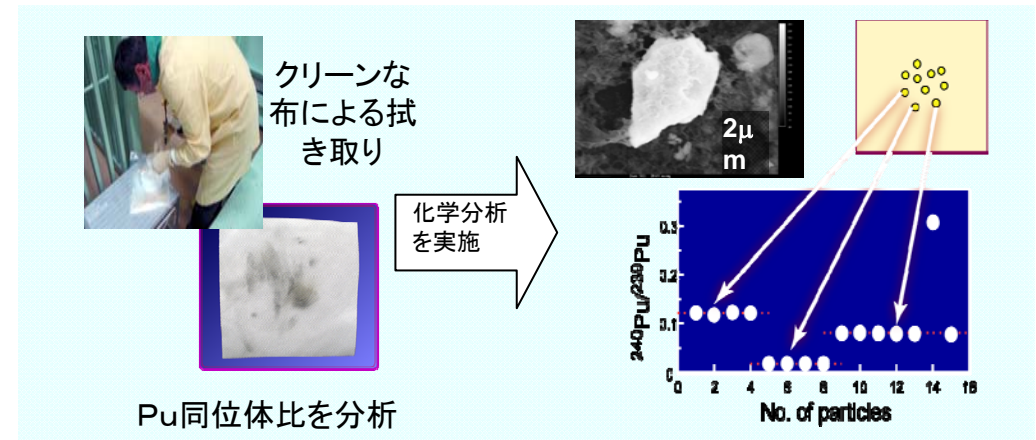 クリーンな
布による拭
き取り
化学分析
を実施
Pu同位体比を分析
2μ
m
240PU/239PU
0.3
0.2
0.1
0
0 2 4 6 8 10 12 14 16
No. of particles